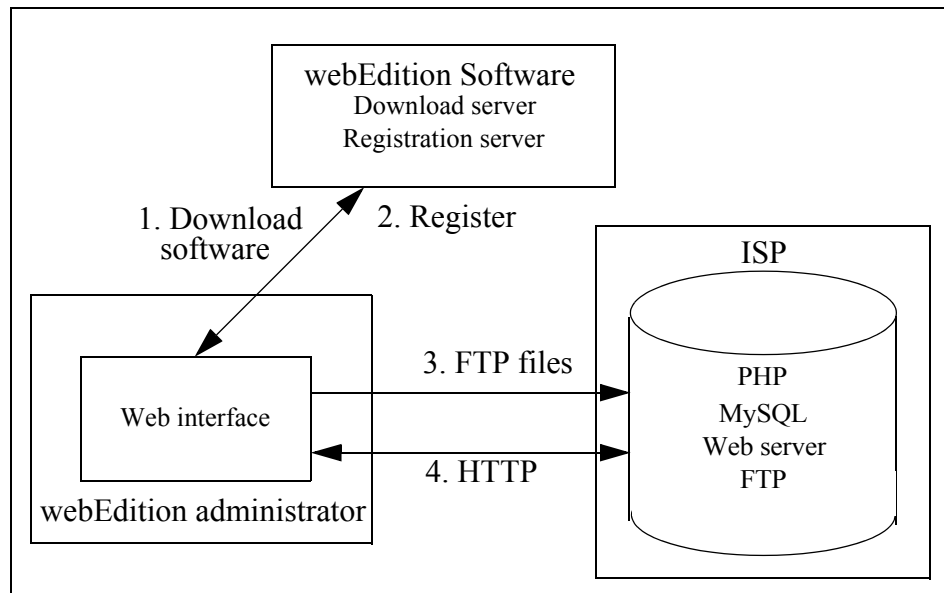 webEdition Software
Download server
Registration server
1. Download
software
2. Register
ISP
3. FTP files
PHP
MySQL
Web server
FTP
Web interface
4. HTTP
webEdition administrator